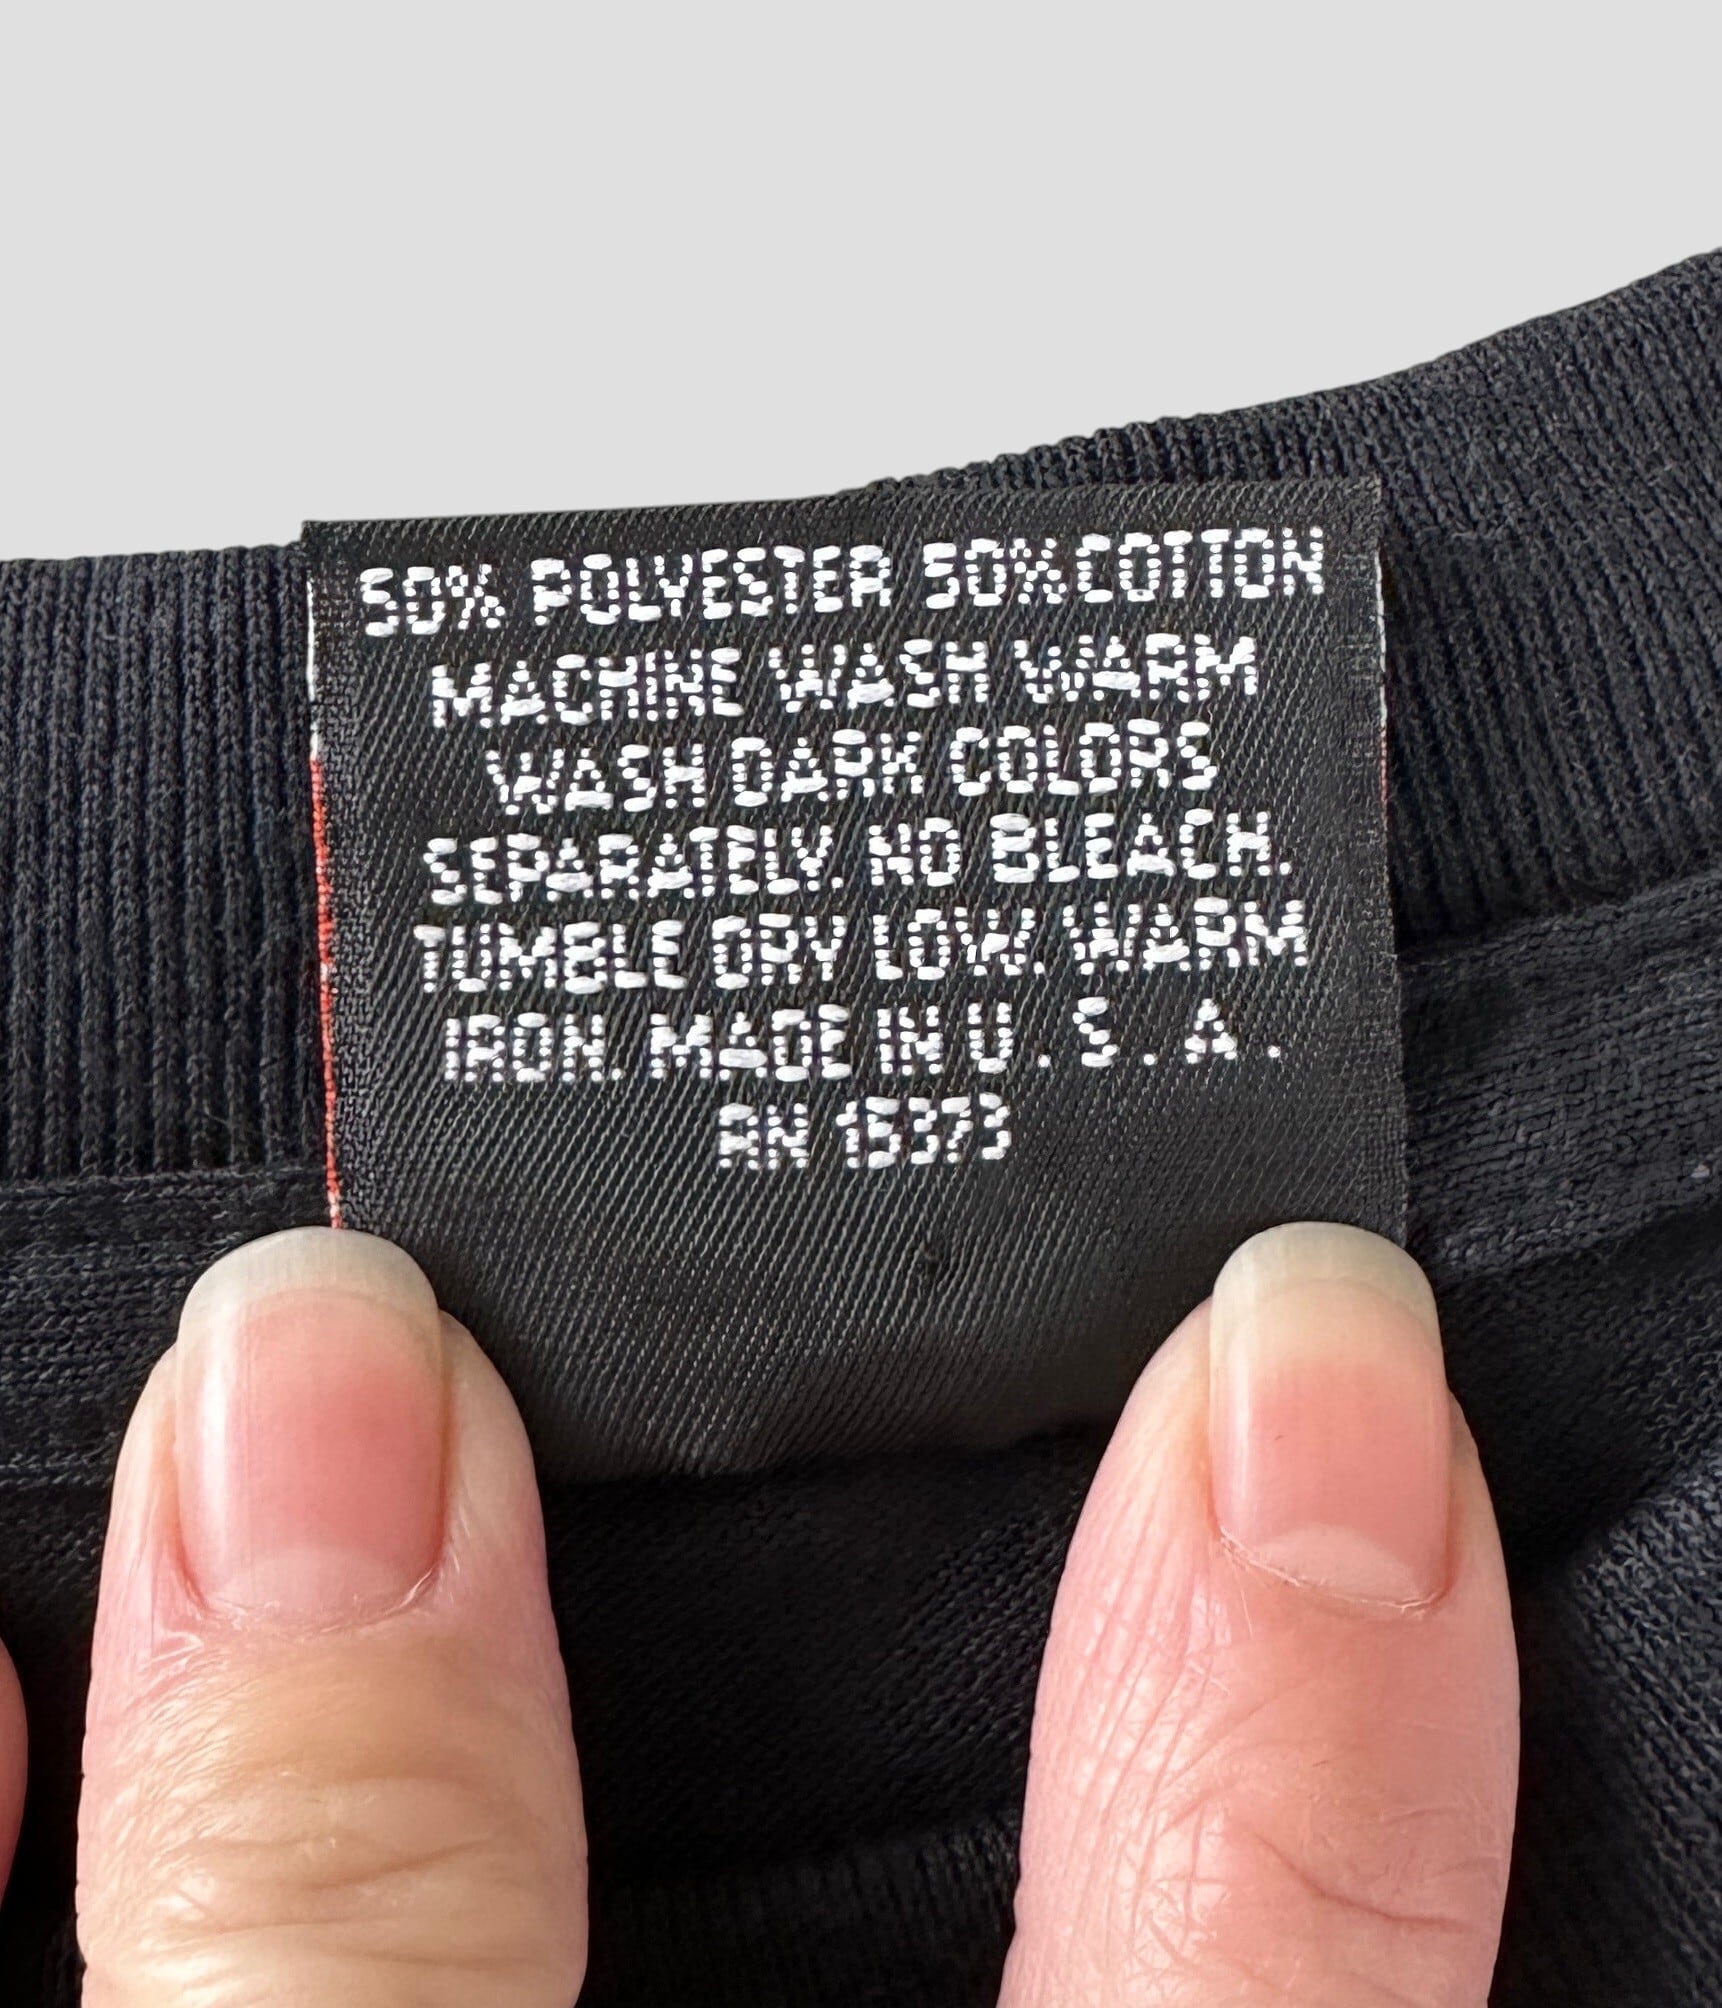 50% POLYESTER 50% COTTON
MACHINE WASH WARM
WASH DARK COLORS
SEPARATELY. NO BLEACH.
TUMBLE DRY LOW. WARM
IRON. MADE IN U.S.A.
RN 15373